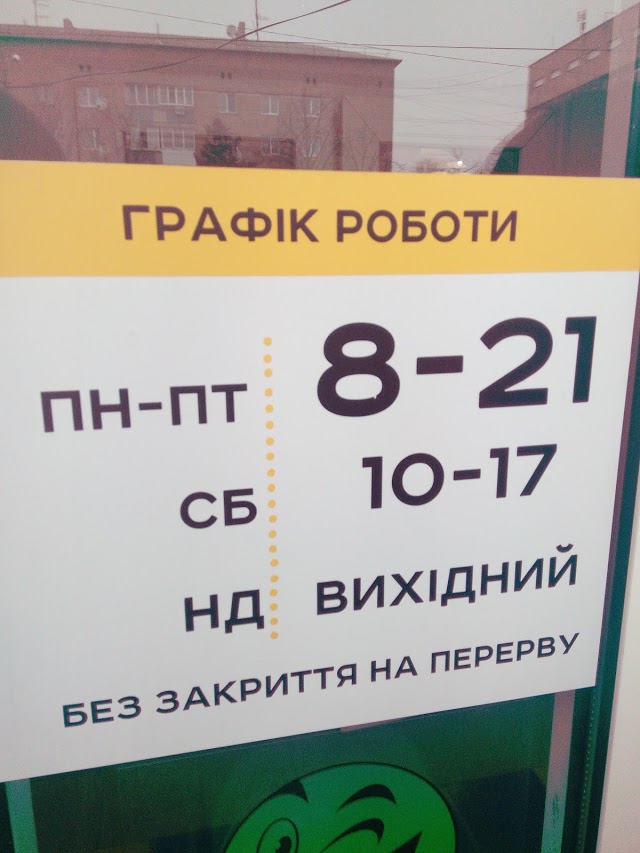 ГРАФІК РОБОТИ
ПН-ПТ 8-21
СБ 10-17
НД ВИХІДНИЙ
БЕЗ ЗАКРИТТЯ НА ПЕРЕРВУ